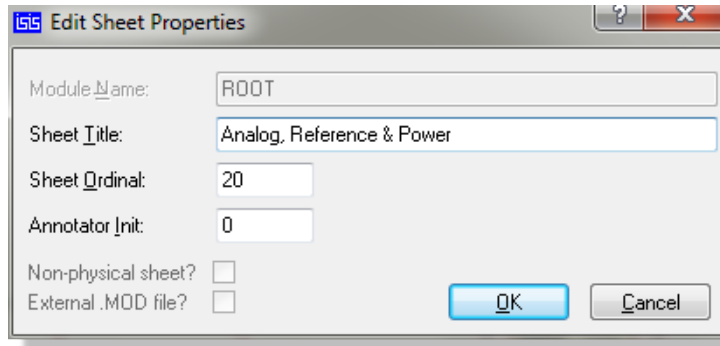 isis Edit Sheet Properties ? X
Module Name: ROOT
Sheet Title: Analog, Reference & Power
Sheet Ordinal: 20
Annotator Init: 0
Non-physical sheet?
External .MOD file?
OK Cancel